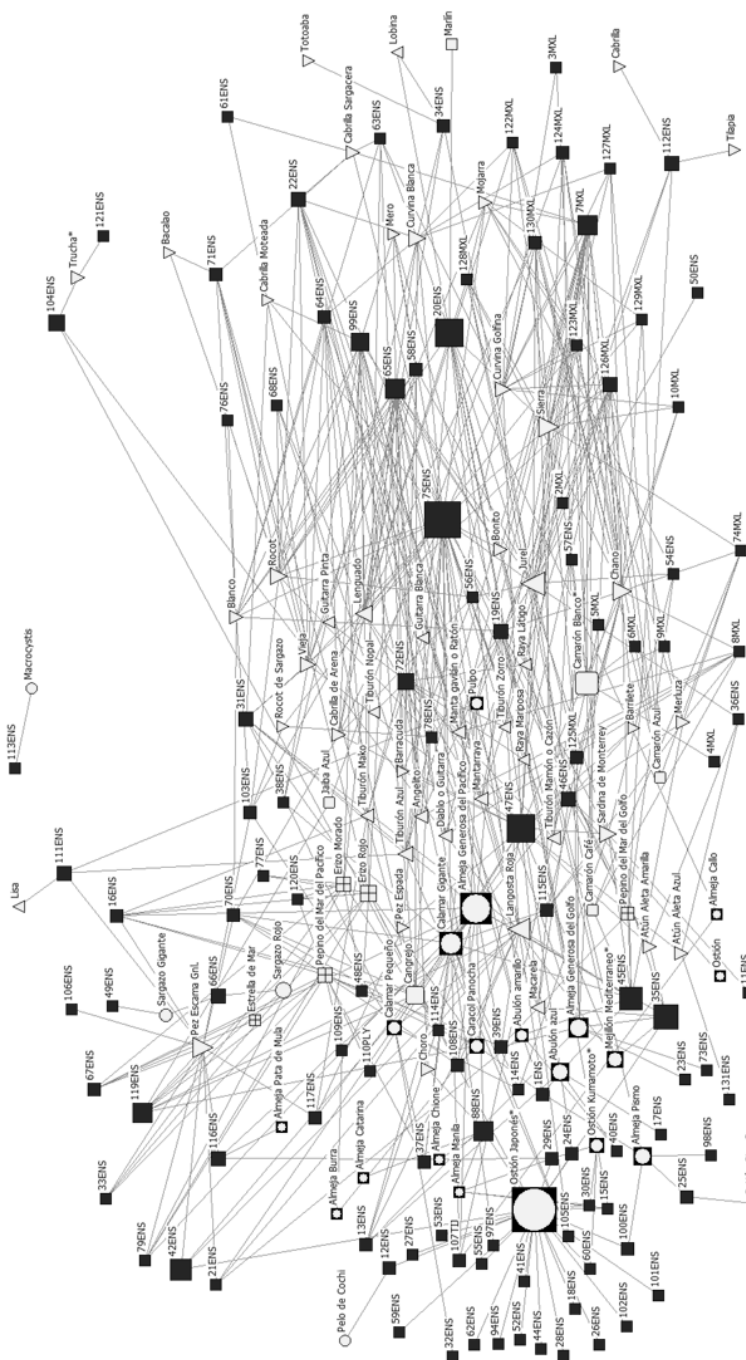 Totoaba
Lobina
Marlín
61ENS
Cabrilla Sargacera
63ENS
34ENS
3MXL
Cabrilla
121ENS
Trucha*
104ENS
Bacalao
71ENS
22ENS
Mero
Curvina Blanca
Mojarra
122MXL
124MXL
127MXL
112ENS
Tilapia
Cabrilla Moteada
64ENS
99ENS
58ENS
65ENS
20ENS
128MXL
130MXL
7MXL
123MXL
129MXL
50ENS
76ENS
68ENS
Curvina Golfina
Sierra
126MXL
10MXL
75ENS
Bonito
2MXL
57ENS
74MXL
Macrocystis
113ENS
Blanco
Rocot
Guitarra Pinta
Lenguado
Vieja
Guitarra Blanca
56ENS
19ENS
Jurel
Chano
54ENS
5MXL
6MXL
9MXL
8MXL
Rocot de Sargazo
Cabrilla de Arena
Tiburón Nopal
72ENS
78ENS
Manta gavilán o Ratón
Pulpo
Tiburón Zorro
Raya Látigo
Raya Mariposa
Camarón Blanco*
31ENS
103ENS
38ENS
Jaiba Azul
Tiburón Mako
Barracuda
Tiburón Azul
Angelito
Diablo o Guitarra
Mantarraya
Tiburón Mamón o Cazón
125MXL
46ENS
Barrilete
Merluza
Camarón Azul
36ENS
4MXL
Lisa
111ENS
77ENS
120ENS
Erizo Morado
Erizo Rojo
Pez Espada
Calamar Gigante
Almeja Generosa del Pacífico
47ENS
Langosta Roja
115ENS
Camarón Café
Sardina de Monterrey
Pepino del Mar del Golfo
Atún Aleta Amarilla
Atún Aleta Azul
Almeja Callo
16ENS
70ENS
Pepino del Mar del Pacífico
48ENS
Cangrejo
Calamar Pequeño
Macarela
Almeja Generosa del Golfo
45ENS
35ENS
Ostión
11ENS
106ENS
49ENS
Sargazo Gigante
Pez Escama Gnl.
66ENS
Sargazo Rojo
Estrella de Mar
109ENS
110PLY
114ENS
108ENS
Choro
Caracol Panocha
39ENS
Abulón amarillo
Abulón azul
Mejillón Mediterraneo*
23ENS
73ENS
131ENS
67ENS
119ENS
Almeja Pata de Mula
117ENS
116ENS
14ENS
1ENS
88ENS
37ENS
Almeja Chione
Almeja Catarina
Almeja Burra
Almeja Manila
Ostión Japonés*
29ENS
24ENS
Ostión Kumamoto*
40ENS
Almeja Pismo
17ENS
98ENS
25ENS
33ENS
79ENS
42ENS
21ENS
13ENS
12ENS
27ENS
53ENS
107TIJ
55ENS
97ENS
105ENS
30ENS
15ENS
100ENS
60ENS
101ENS
Pelo de Cochi
59ENS
32ENS
62ENS
94ENS
52ENS
41ENS
44ENS
28ENS
18ENS
26ENS
102ENS